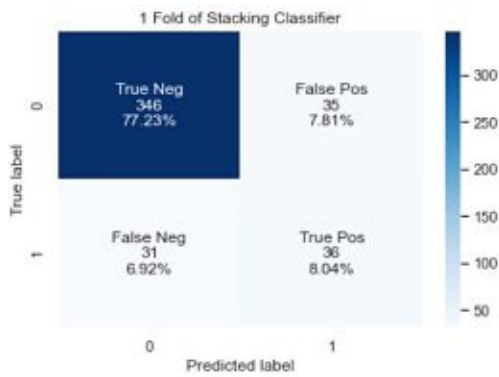 1 Fold of Stacking Classifier
True label
0
True Neg
346
77.23%
False Pos
35
7.81%
1
False Neg
31
6.92%
True Pos
36
8.04%
0
1
Predicted label
300
250
200
150
100
50